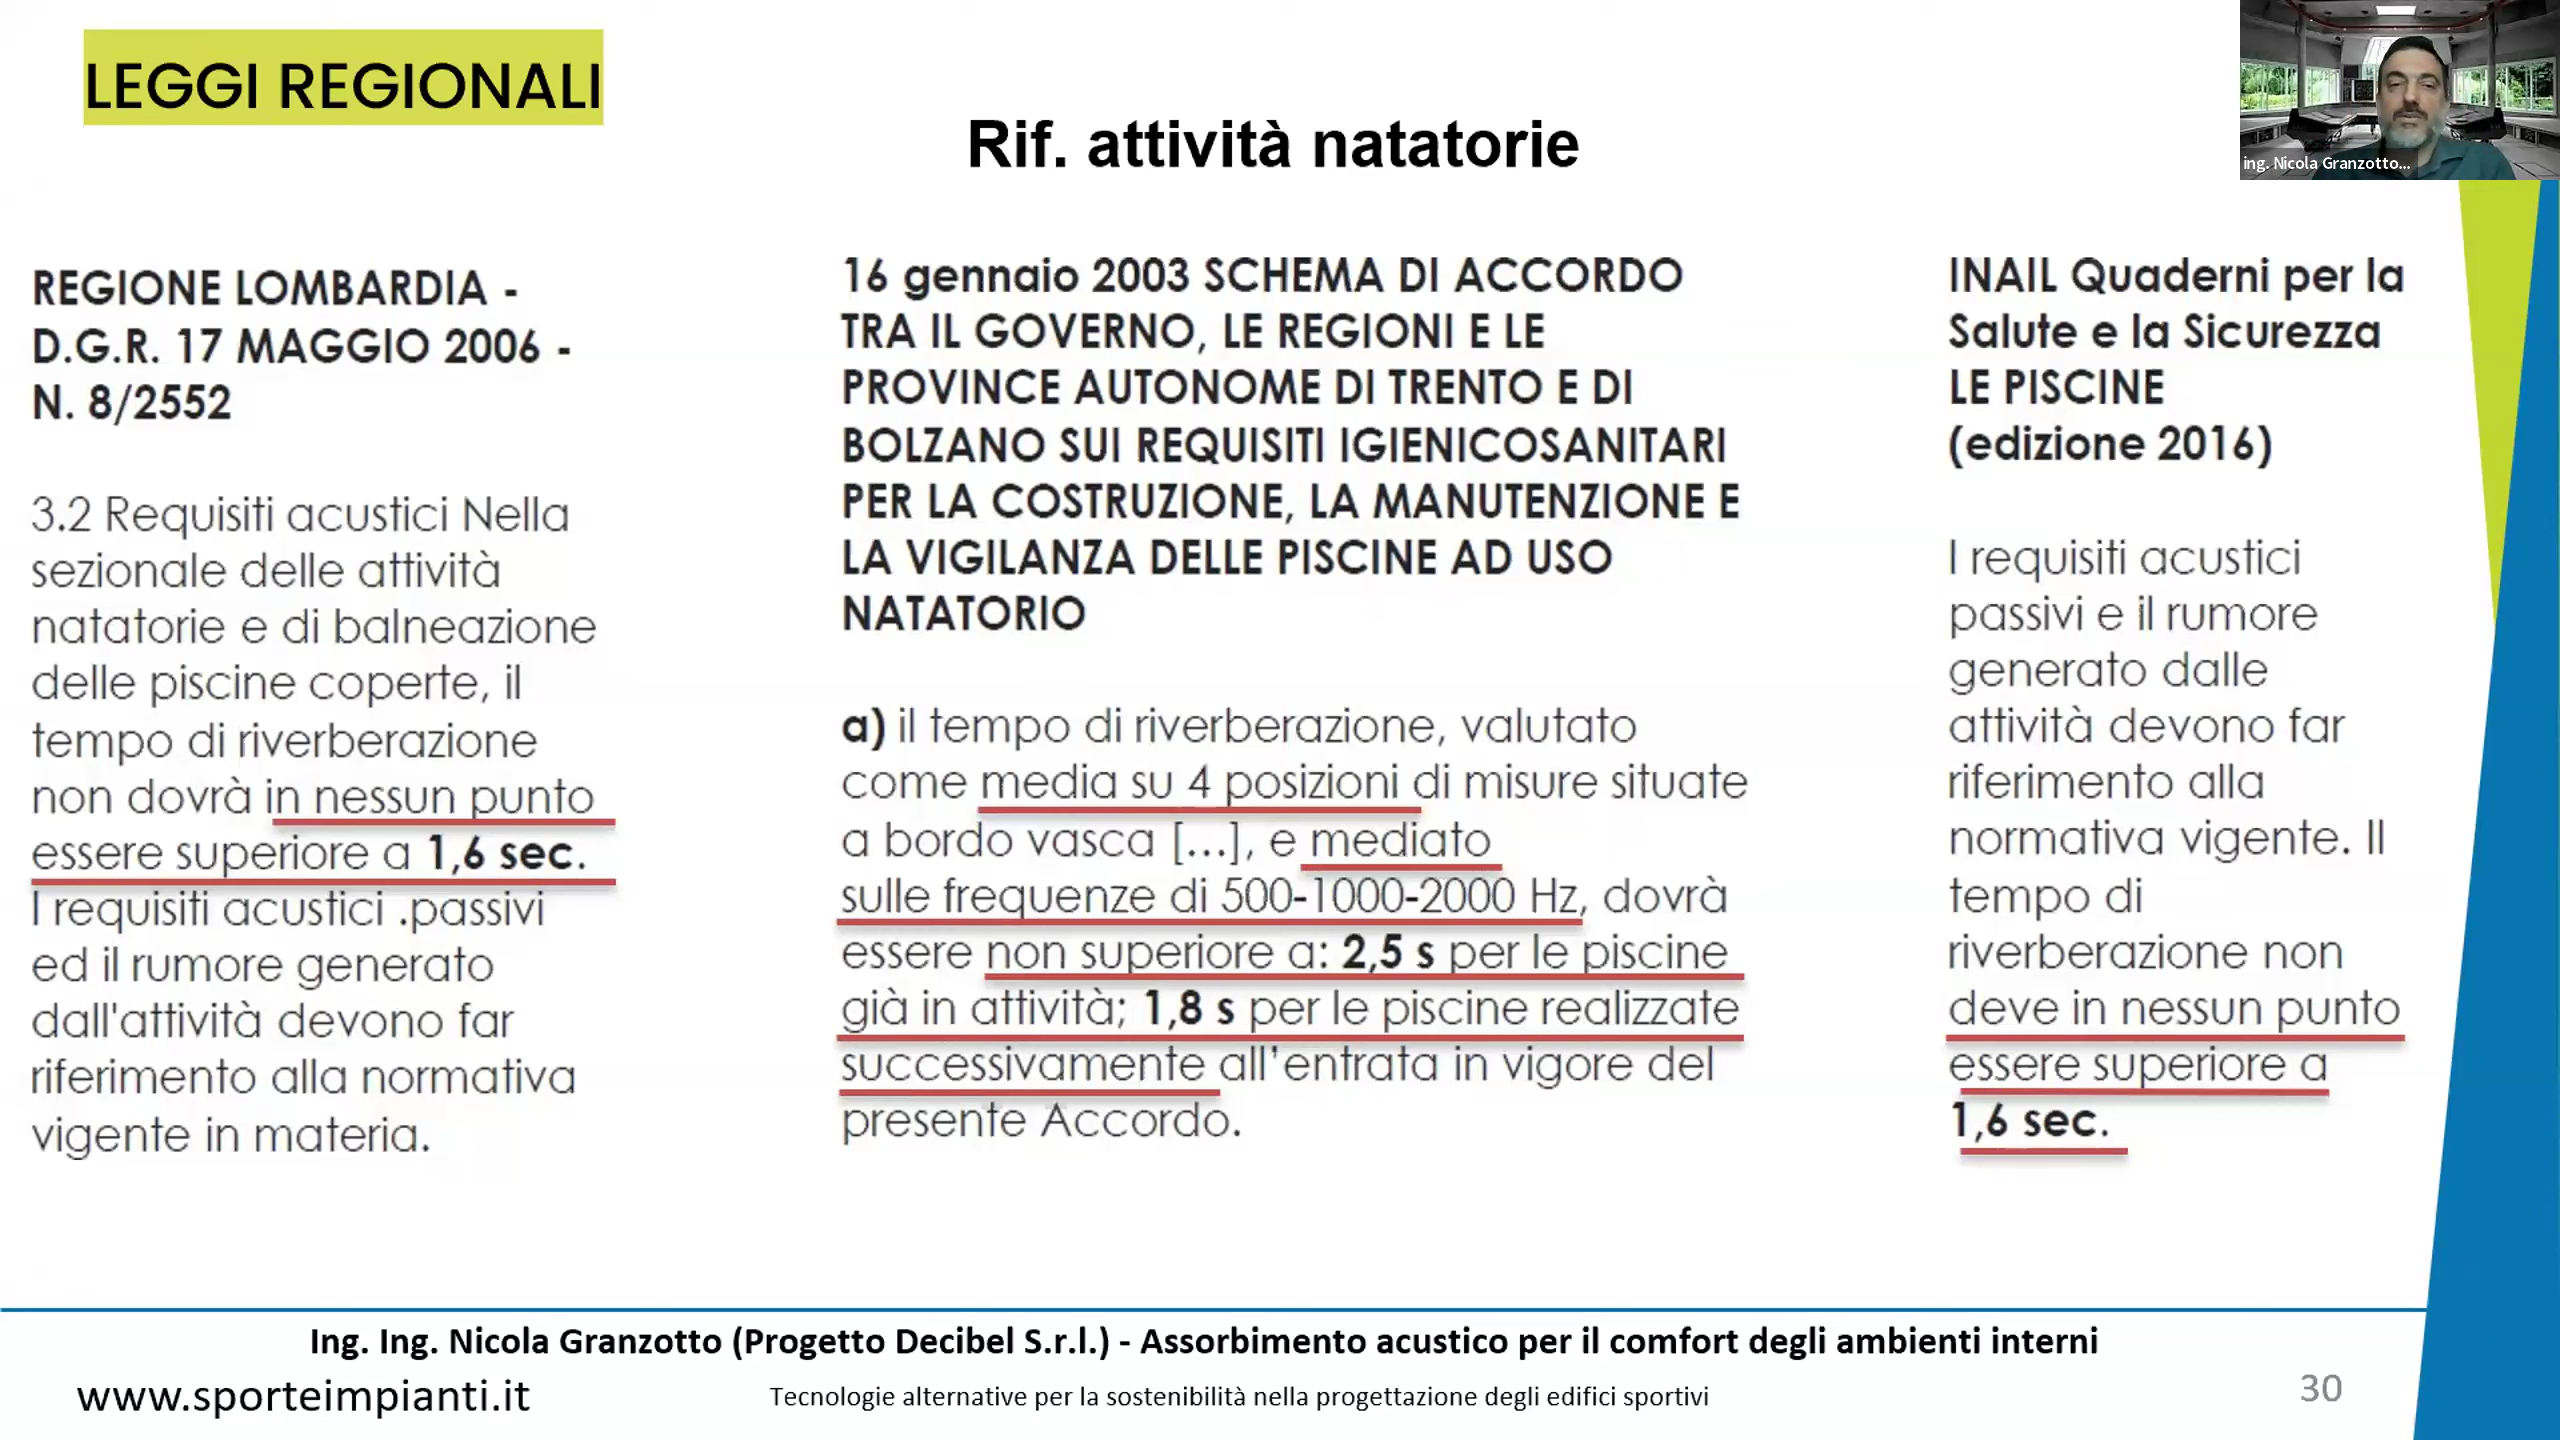 LEGGI REGIONALI
Rif. attività natatorie
ing. Nicola Granzotto...
REGIONE LOMBARDIA -
D.G.R. 17 MAGGIO 2006 -
N. 8/2552
3.2 Requisiti acustici Nella
sezionale delle attività
natatorie e di balneazione
delle piscine coperte, il
tempo di riverberazione
non dovrà in nessun punto
essere superiore a 1,6 sec.
I requisiti acustici .passivi
ed il rumore generato
dall'attività devono far
riferimento alla normativa
vigente in materia.
16 gennaio 2003 SCHEMA DI ACCORDO
TRA IL GOVERNO, LE REGIONI E LE
PROVINCE AUTONOME DI TRENTO E DI
BOLZANO SUI REQUISITI IGIENICOSANITARI
PER LA COSTRUZIONE, LA MANUTENZIONE E
LA VIGILANZA DELLE PISCINE AD USO
NATATORIO
a) il tempo di riverberazione, valutato
come media su 4 posizioni di misure situate
a bordo vasca [...], e mediato
sulle frequenze di 500-1000-2000 Hz, dovrà
essere non superiore a: 2,5 s per le piscine
già in attività; 1,8 s per le piscine realizzate
successivamente all'entrata in vigore del
presente Accordo.
INAIL Quaderni per la
Salute e la Sicurezza
LE PISCINE
(edizione 2016)
I requisiti acustici
passivi e il rumore
generato dalle
attività devono far
riferimento alla
normativa vigente. Il
tempo di
riverberazione non
deve in nessun punto
essere superiore a
1,6 sec.
Ing. Ing. Nicola Granzotto (Progetto Decibel S.r.l.) - Assorbimento acustico per il comfort degli ambienti interni
www.sporteimpianti.it
Tecnologie alternative per la sostenibilità nella progettazione degli edifici sportivi
30